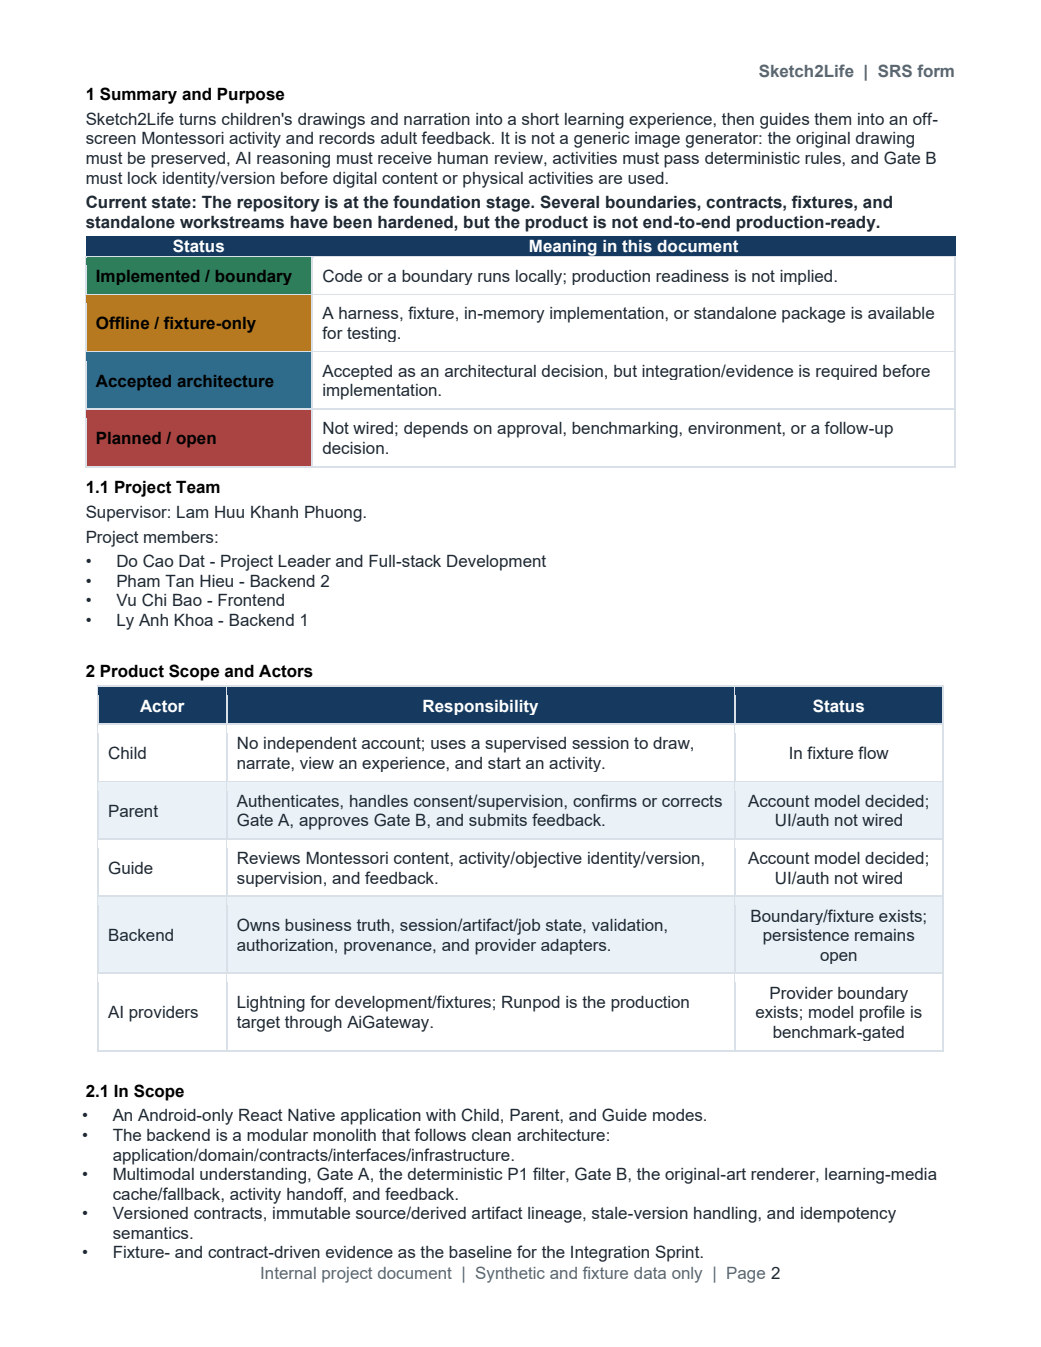 Sketch2Life | SRS form
1 Summary and Purpose
Sketch2Life turns children's drawings and narration into a short learning experience, then guides them into an off-
screen Montessori activity and records adult feedback. It is not a generic image generator: the original drawing
must be preserved, AI reasoning must receive human review, activities must pass deterministic rules, and Gate B
must lock identity/version before digital content or physical activities are used.
Current state: The repository is at the foundation stage. Several boundaries, contracts, fixtures, and
standalone workstreams have been hardened, but the product is not end-to-end production-ready.
Status Meaning in this document
Implemented / boundary Code or a boundary runs locally; production readiness is not implied.
Offline / fixture-only A harness, fixture, in-memory implementation, or standalone package is available
for testing.
Accepted architecture Accepted as an architectural decision, but integration/evidence is required before
implementation.
Planned / open Not wired; depends on approval, benchmarking, environment, or a follow-up
decision.
1.1 Project Team
Supervisor: Lam Huu Khanh Phuong.
Project members:
• Do Cao Dat - Project Leader and Full-stack Development
• Pham Tan Hieu - Backend 2
• Vu Chi Bao - Frontend
• Ly Anh Khoa - Backend 1
2 Product Scope and Actors
Actor Responsibility Status
Child No independent account; uses a supervised session to draw,
narrate, view an experience, and start an activity. In fixture flow
Parent Authenticates, handles consent/supervision, confirms or corrects
Gate A, approves Gate B, and submits feedback. Account model decided;
UI/auth not wired
Guide Reviews Montessori content, activity/objective identity/version,
supervision, and feedback. Account model decided;
UI/auth not wired
Backend Owns business truth, session/artifact/job state, validation,
authorization, provenance, and provider adapters. Boundary/fixture exists;
persistence remains
open
AI providers Lightning for development/fixtures; Runpod is the production
target through AiGateway. Provider boundary
exists; model profile is
benchmark-gated
2.1 In Scope
• An Android-only React Native application with Child, Parent, and Guide modes.
• The backend is a modular monolith that follows clean architecture:
application/domain/contracts/interfaces/infrastructure.
• Multimodal understanding, Gate A, the deterministic P1 filter, Gate B, the original-art renderer, learning-media
cache/fallback, activity handoff, and feedback.
• Versioned contracts, immutable source/derived artifact lineage, stale-version handling, and idempotency
semantics.
• Fixture- and contract-driven evidence as the baseline for the Integration Sprint.
Internal project document | Synthetic and fixture data only | Page 2